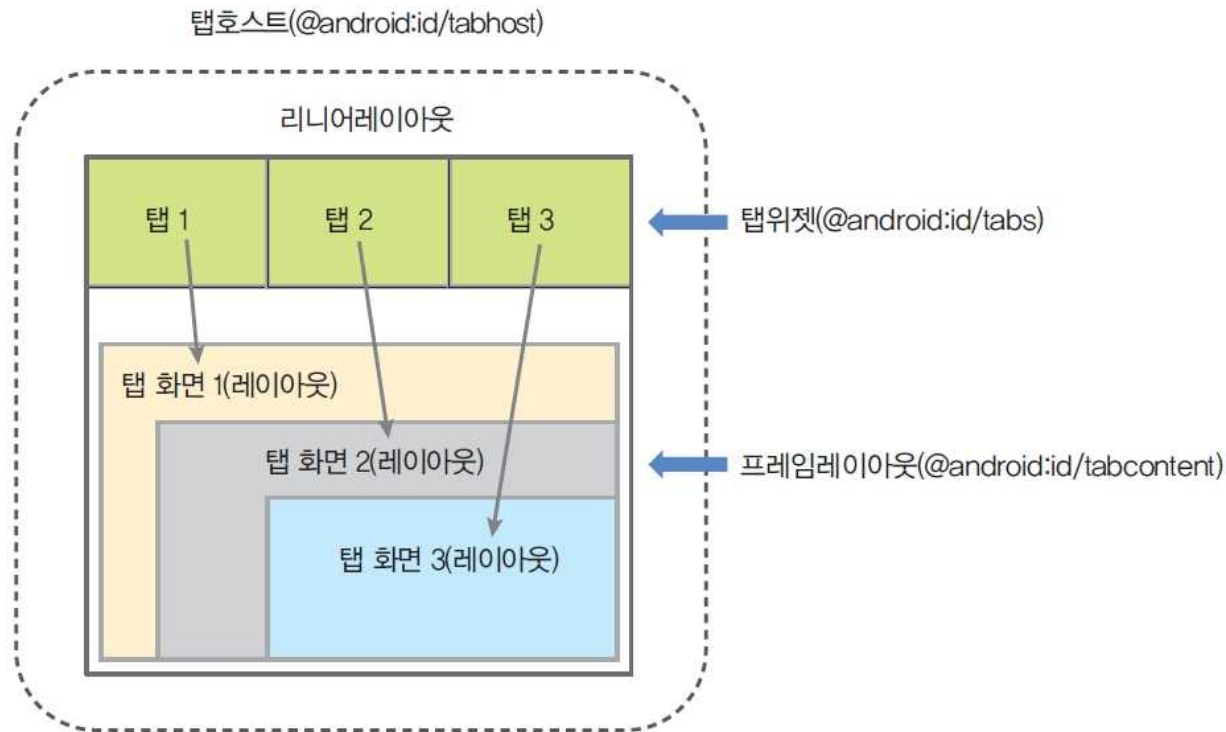 탭호스트(@android:id/tabhost)
리니어레이아웃
탭 1
탭 2
탭 3
탭위젯(@android:id/tabs)
탭 화면 1(레이아웃)
탭 화면 2(레이아웃)
프레임레이아웃(@android:id/tabcontent)
탭 화면 3(레이아웃)